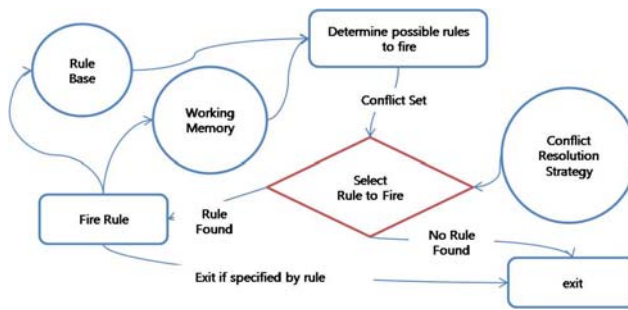 Determine possible rules
to fire
Rule
Base
Working
Memory
Conflict Set
Conflict
Resolution
Strategy
Select
Rule to Fire
Fire Rule
Rule
Found
No Rule
Found
Exit if specified by rule
exit